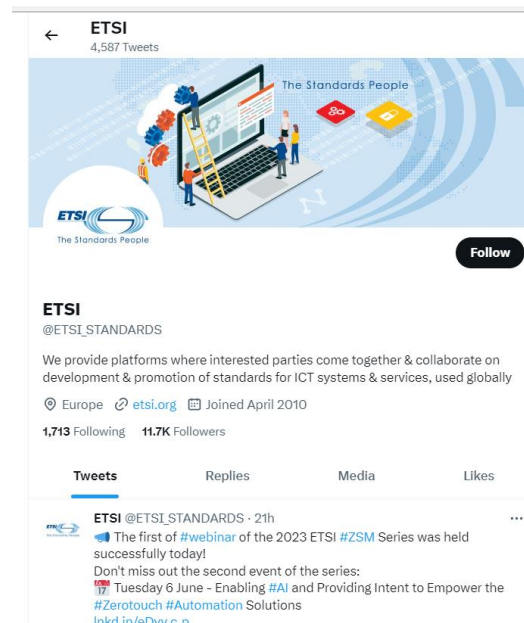 ETSI
4,587 Tweets
The Standards People
ETSI
The Standards People
Follow
ETSI
@ETSI_STANDARDS
We provide platforms where interested parties come together & collaborate on
development & promotion of standards for ICT systems & services, used globally
Europe etsi.org Joined April 2010
1,713 Following 11.7K Followers
Tweets Replies Media Likes
ETSI @ETSI_STANDARDS · 21h
The first of #webinar of the 2023 ETSI #ZSM Series was held
successfully today!
Don't miss out the second event of the series:
17 Tuesday 6 June - Enabling #AI and Providing Intent to Empower the
#Zerotouch #Automation Solutions